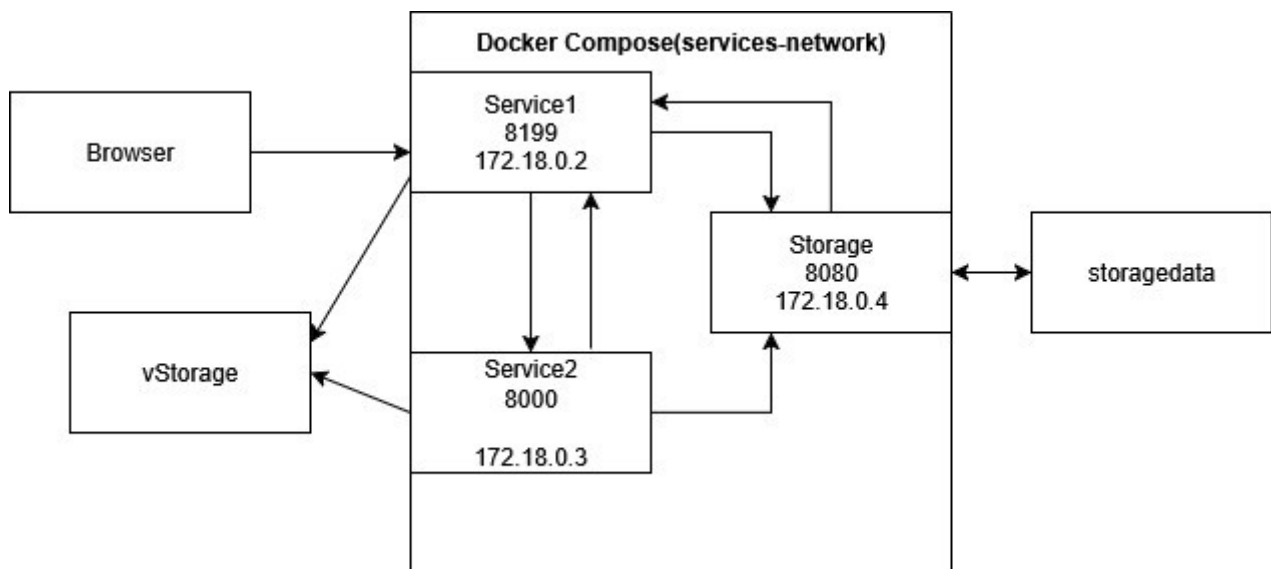 Docker Compose(services-network)
Browser
Service1
8199
172.18.0.2
Storage
8080
172.18.0.4
storagedata
vStorage
Service2
8000
172.18.0.3